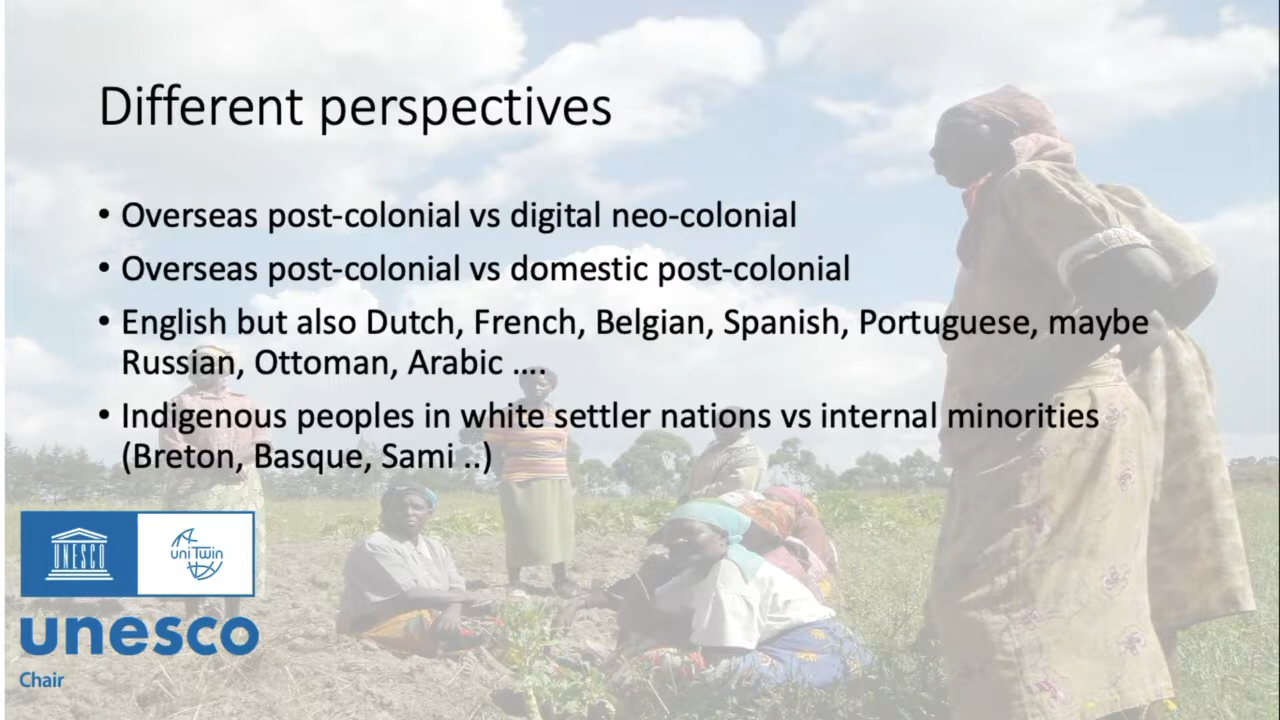 Different perspectives
• Overseas post-colonial vs digital neo-colonial
• Overseas post-colonial vs domestic post-colonial
• English but also Dutch, French, Belgian, Spanish, Portuguese, maybe
Russian, Ottoman, Arabic ....
• Indigenous peoples in white settler nations vs internal minorities
(Breton, Basque, Sami ..)
UNESCO
uni Twin
unesco
Chair